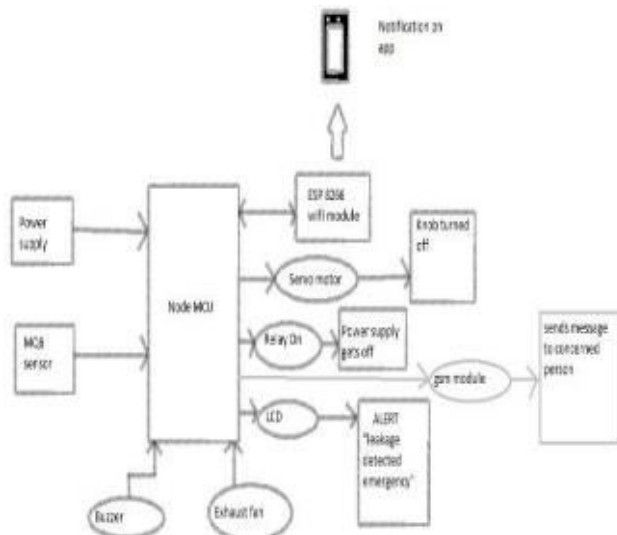 Notification on
app
ESP 8266
wifi module
Power
supply
Knob turned
off
Servo motor
Node MCU
MQ6
sensor
Relay On
Power supply
gets off
gsm module
sends message
to concerned
person
LCD
ALERT
"leakage
detected
emergency"
Buzzer
Exhaust fan